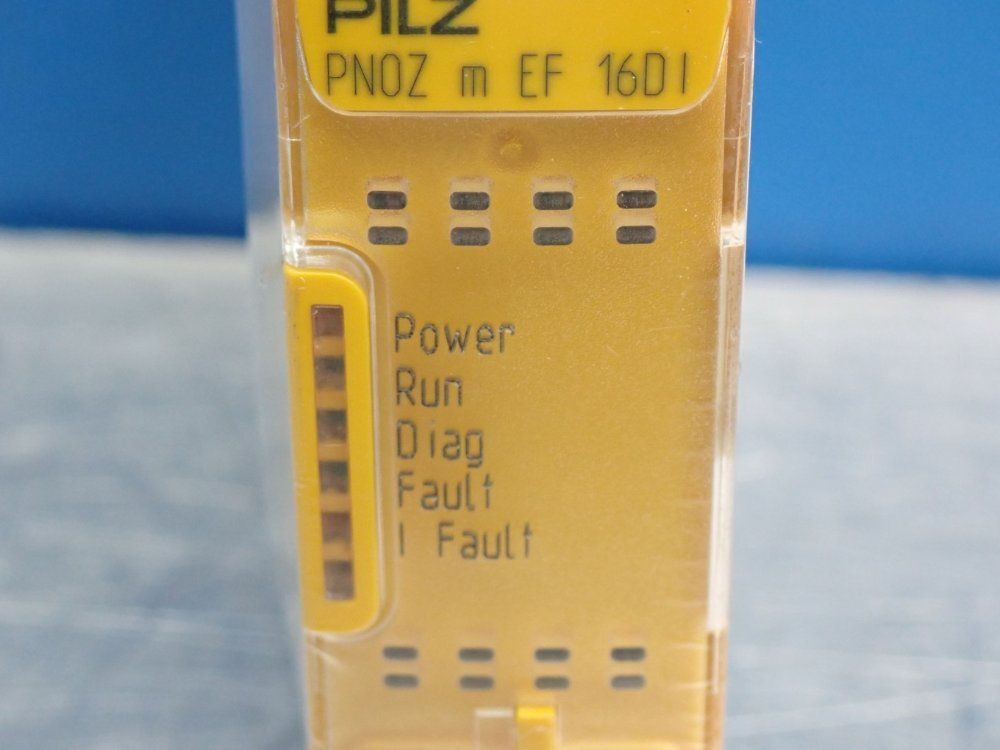 PILZ
PNOZ m EF 16DI
Power
Run
Diag
Fault
I Fault